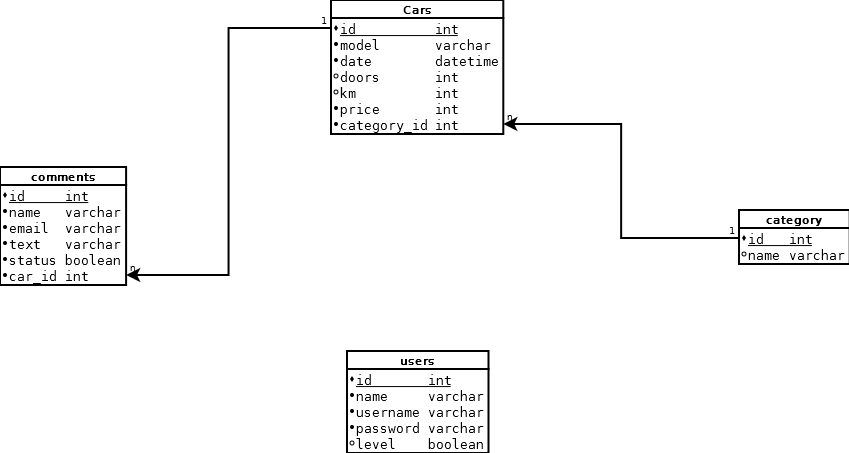 Cars
id int
model varchar
date datetime
doors int
km int
price int
category_id int
1
n
comments
id int
name varchar
email varchar
text varchar
status boolean
car_id int
n
category
1
id int
name varchar
users
id int
name varchar
username varchar
password varchar
level boolean